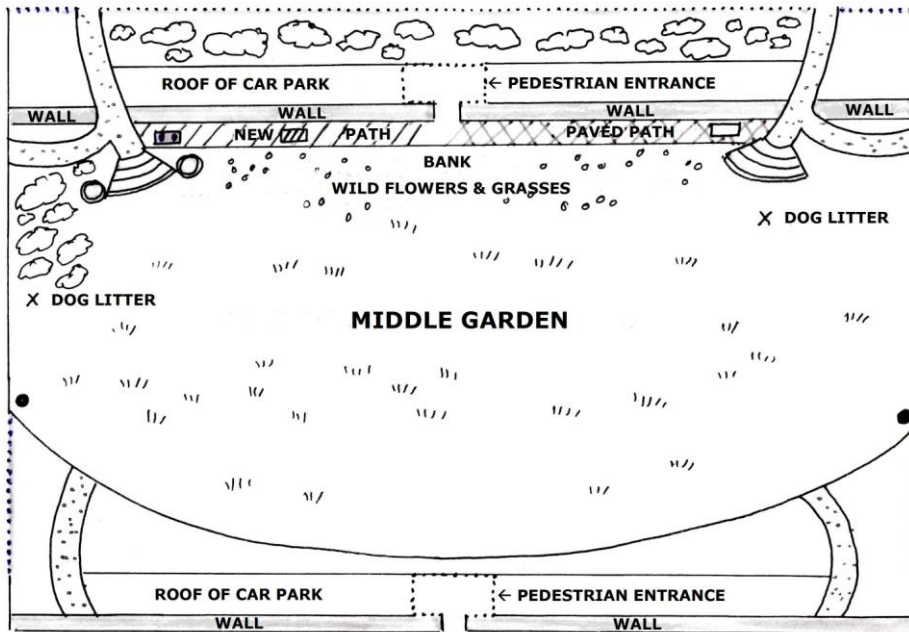 ROOF OF CAR PARK
← PEDESTRIAN ENTRANCE
WALL
WALL
WALL
WALL
NEW PATH
PAVED PATH
BANK
WILD FLOWERS & GRASSES
X DOG LITTER
X DOG LITTER
MIDDLE GARDEN
ROOF OF CAR PARK
← PEDESTRIAN ENTRANCE
WALL
WALL